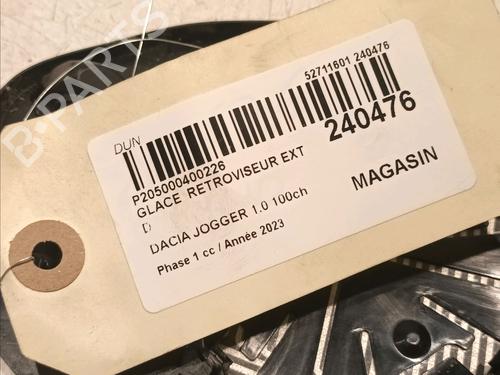 B-PARTS
DUN
52711601 240476
240476
P205000400226
GLACE RETROVISEUR EXT
D
MAGASIN
DACIA JOGGER 1.0 100ch
Phase 1 cc / Année 2023